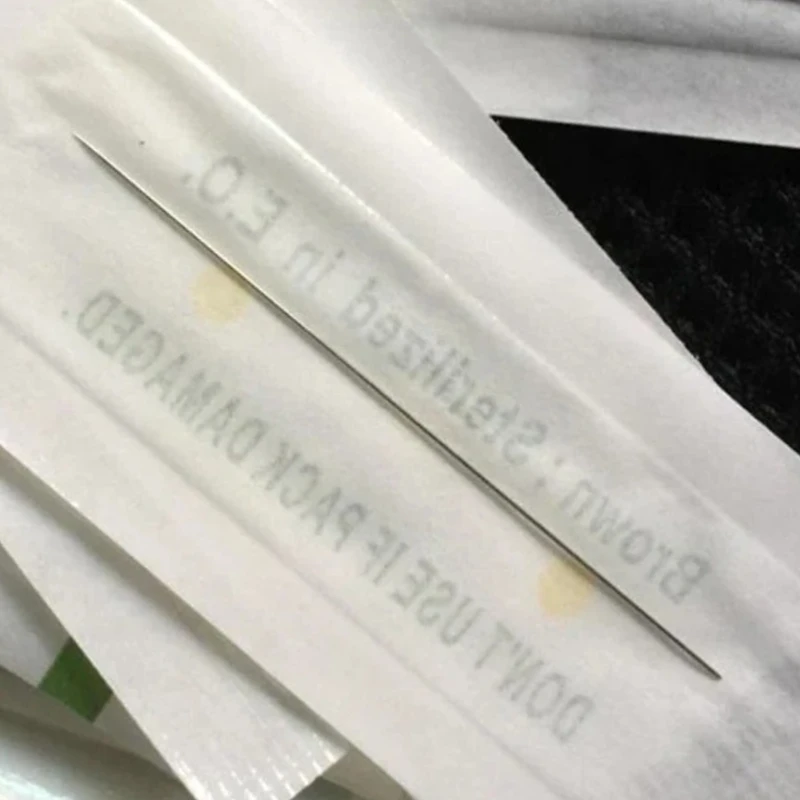 Brown : Sterilized in E.O.
DON'T USE IF PACK DAMAGED.